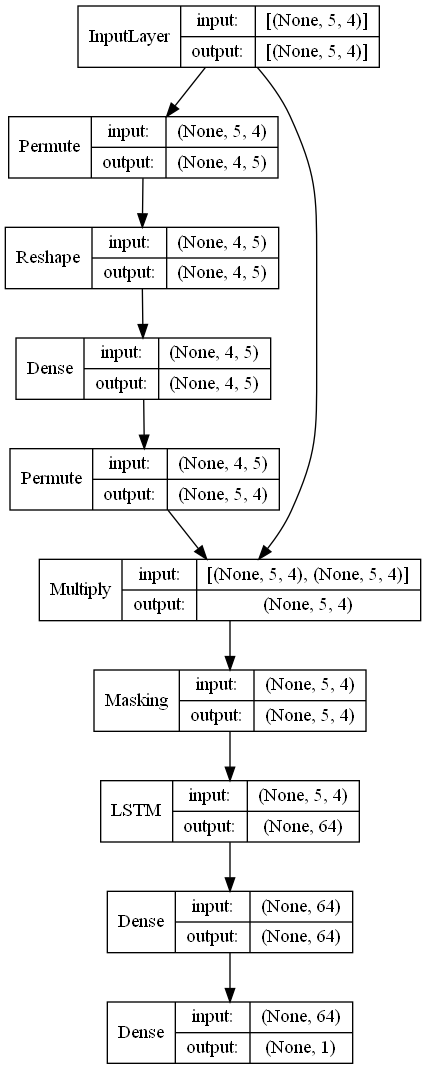 InputLayer input: [(None, 5, 4)]
output: [(None, 5, 4)]
Permute input: (None, 5, 4)
output: (None, 4, 5)
Reshape input: (None, 4, 5)
output: (None, 4, 5)
Dense input: (None, 4, 5)
output: (None, 4, 5)
Permute input: (None, 4, 5)
output: (None, 5, 4)
Multiply input: [(None, 5, 4), (None, 5, 4)]
output: (None, 5, 4)
Masking input: (None, 5, 4)
output: (None, 5, 4)
LSTM input: (None, 5, 4)
output: (None, 64)
Dense input: (None, 64)
output: (None, 64)
Dense input: (None, 64)
output: (None, 1)